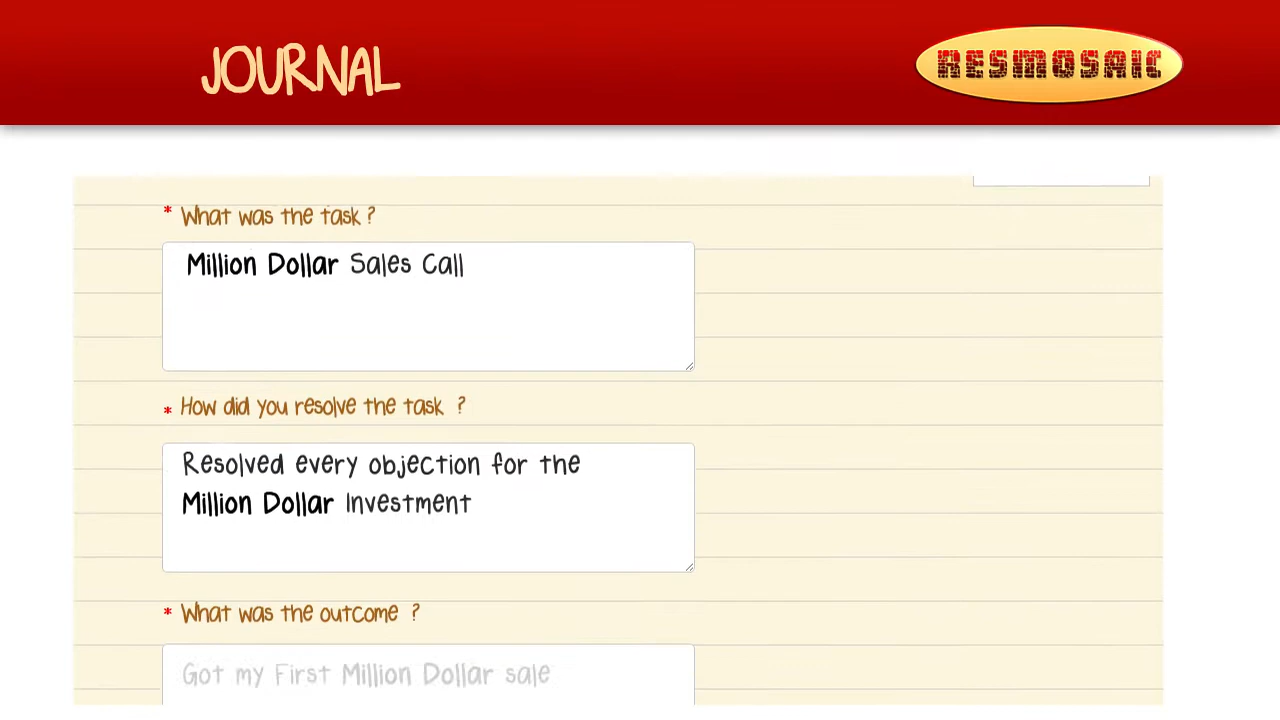 JOURNAL
RESMOSAIC
* What was the task ?
Million Dollar Sales Call
* How did you resolve the task ?
Resolved every objection for the
Million Dollar Investment
* What was the outcome ?
Got my First Million Dollar sale